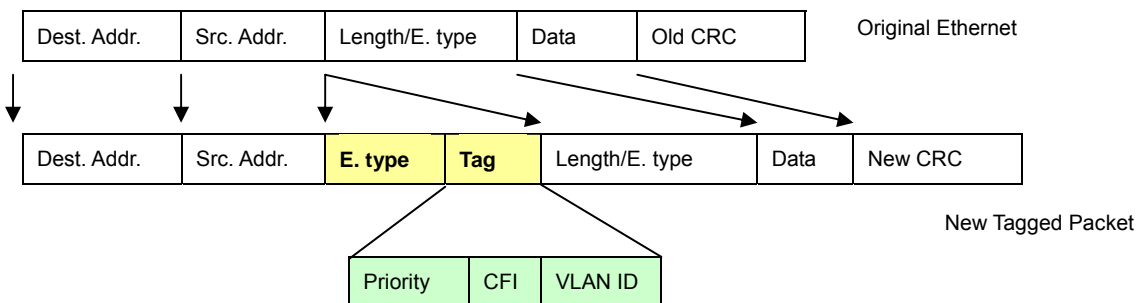 Dest. Addr. Src. Addr. Length/E. type Data Old CRC Original Ethernet
Dest. Addr. Src. Addr. E. type Tag Length/E. type Data New CRC
New Tagged Packet
Priority CFI VLAN ID